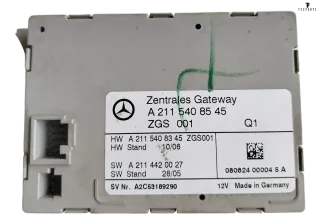 Zentrales Gateway
A 211 540 85 45
ZGS 001 Q1
HW A 211 540 83 45 ZGS001
HW Stand 10/06
SW A 211 442 00 27
SW Stand 28/05
080824 00004 5 A
SV Nr. A2C53189290 12V Made in Germany